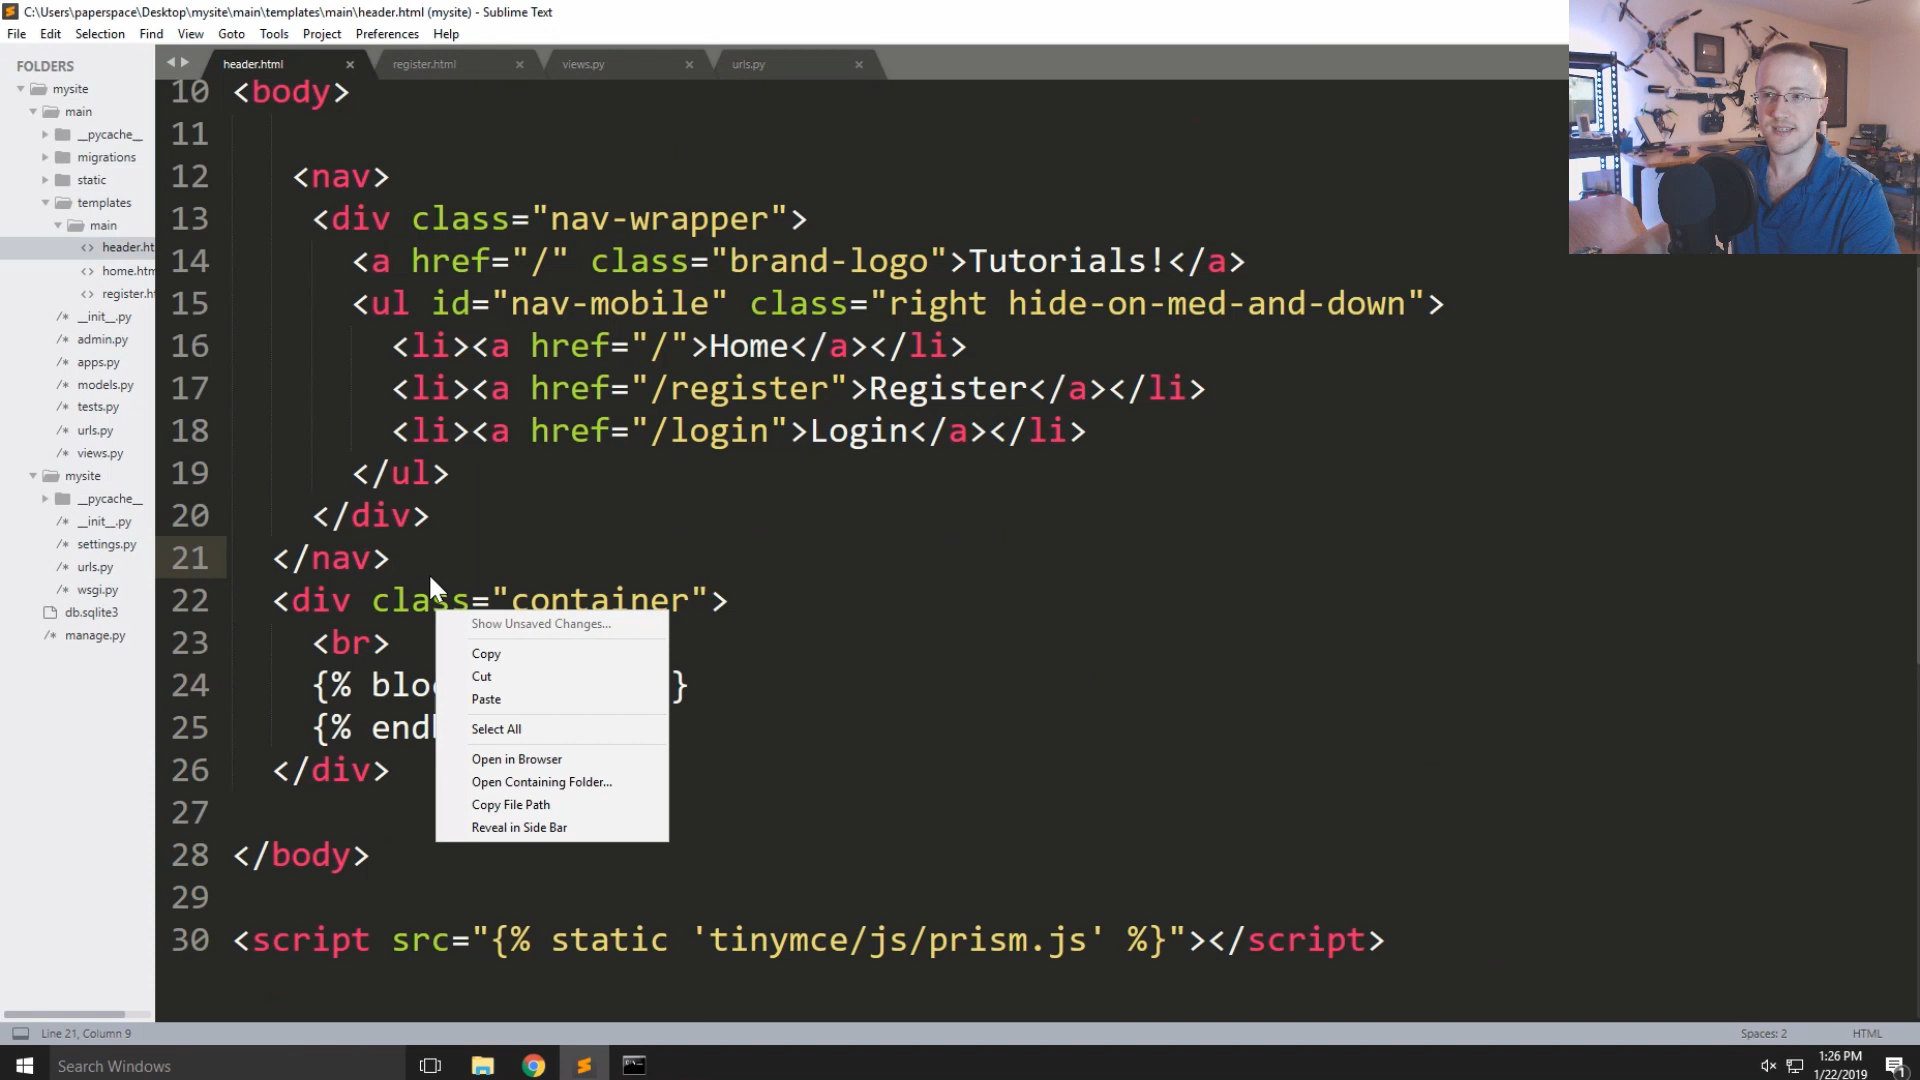 C:\Users\paperspace\Desktop\mysite\main\templates\main\header.html (mysite) - Sublime Text
File Edit Selection Find View Goto Tools Project Preferences Help
FOLDERS
mysite
main
__pycache__
migrations
static
templates
main
header.ht
home.htm
register.h
__init__.py
admin.py
apps.py
models.py
tests.py
urls.py
views.py
mysite
__pycache__
__init__.py
settings.py
urls.py
wsgi.py
db.sqlite3
manage.py
header.html register.html views.py urls.py
10 <body>
11
12 <nav>
13 <div class="nav-wrapper">
14 <a href="/" class="brand-logo">Tutorials!</a>
15 <ul id="nav-mobile" class="right hide-on-med-and-down">
16 <li><a href="/">Home</a></li>
17 <li><a href="/register">Register</a></li>
18 <li><a href="/login">Login</a></li>
19 </ul>
20 </div>
21 </nav>
22 <div class="container">
23 <br>
24 {% bloc }
25 {% end
26 </div>
27
28 </body>
29
30 <script src="{% static 'tinymce/js/prism.js' %}"></script>
Show Unsaved Changes...
Copy
Cut
Paste
Select All
Open in Browser
Open Containing Folder...
Copy File Path
Reveal in Side Bar
Line 21, Column 9 Spaces: 2 HTML
Search Windows
1:26 PM
1/22/2019
1